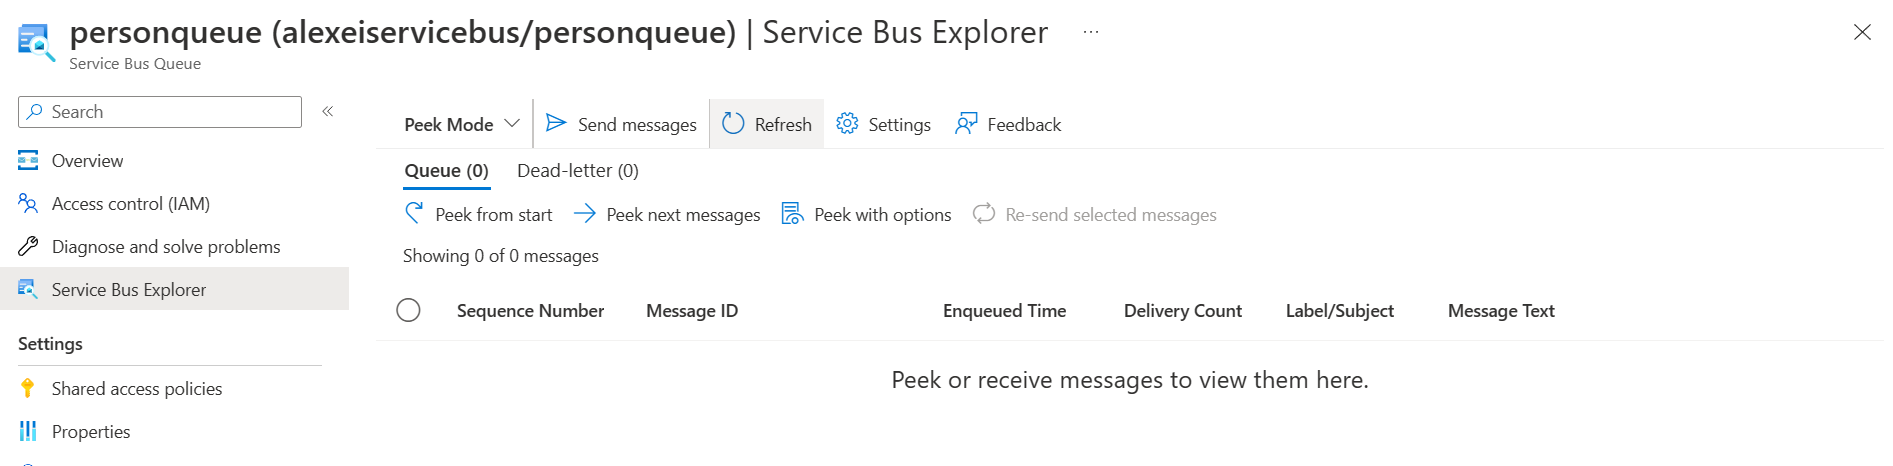 personqueue (alexeiservicebus/personqueue) | Service Bus Explorer ...
Service Bus Queue
Search
Overview
Access control (IAM)
Diagnose and solve problems
Service Bus Explorer
Settings
Shared access policies
Properties
Peek Mode Send messages Refresh Settings Feedback
Queue (0) Dead-letter (0)
Peek from start Peek next messages Peek with options Re-send selected messages
Showing 0 of 0 messages
Sequence Number Message ID Enqueued Time Delivery Count Label/Subject Message Text
Peek or receive messages to view them here.